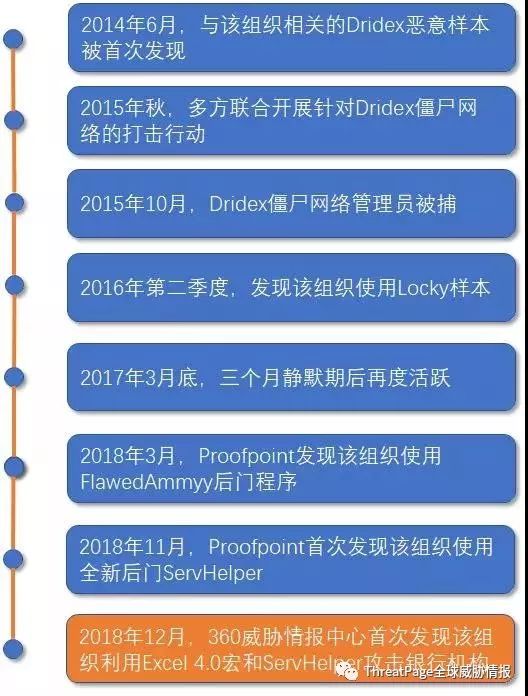 2014年6月，与该组织相关的Dridex恶意样本
被首次发现
2015年秋，多方联合开展针对Dridex僵尸网
络的打击行动
2015年10月，Dridex僵尸网络管理员被捕
2016年第二季度，发现该组织使用Locky样本
2017年3月底，三个月静默期后再度活跃
2018年3月，Proofpoint发现该组织使用
FlawedAmmyy后门程序
2018年11月，Proofpoint首次发现该组织使用
全新后门ServHelper
2018年12月，360威胁情报中心首次发现该组
织利用Excel 4.0宏和ServHelper攻击银行机构
ThreatPage全球威胁情报